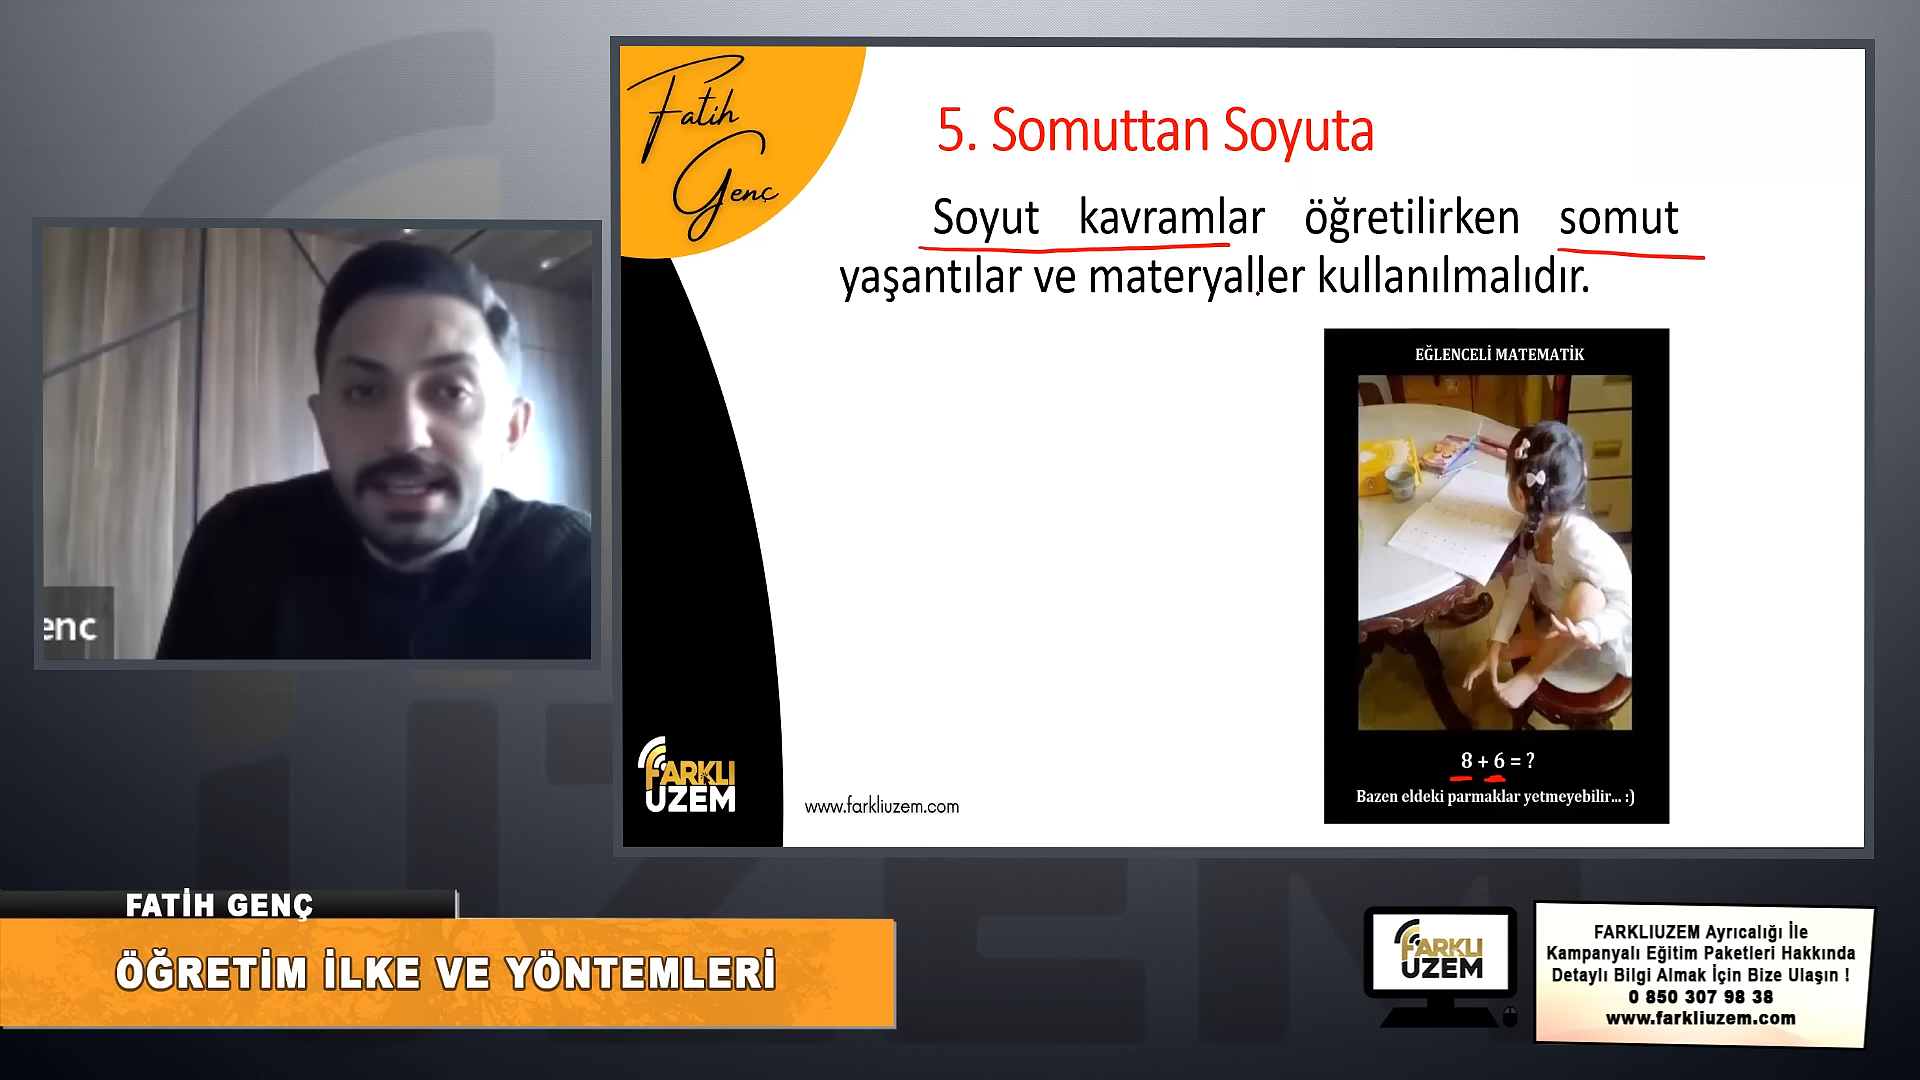 Fatih
Genç
5. Somuttan Soyuta
Soyut kavramlar öğretilirken somut
yaşantılar ve materyaller kullanılmalıdır.
EĞLENCELİ MATEMATİK
8 + 6 = ?
Bazen eldeki parmaklar yetmeyebilir... :)
enc
FARKLI
UZEM
www.farkliuzem.com
FATİH GENÇ
ÖĞRETİM İLKE VE YÖNTEMLERİ
FARKLI
UZEM
FARKLIUZEM Ayrıcalığı İle
Kampanyalı Eğitim Paketleri Hakkında
Detaylı Bilgi Almak İçin Bize Ulaşın !
0 850 307 98 38
www.farkliuzem.com